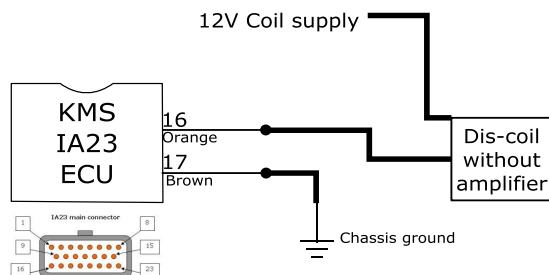 12V Coil supply
KMS
IA23
ECU
16
Orange
17
Brown
Dis-coil
without
amplifier
Chassis ground
IA23 main connector
1
8
9
15
16
23